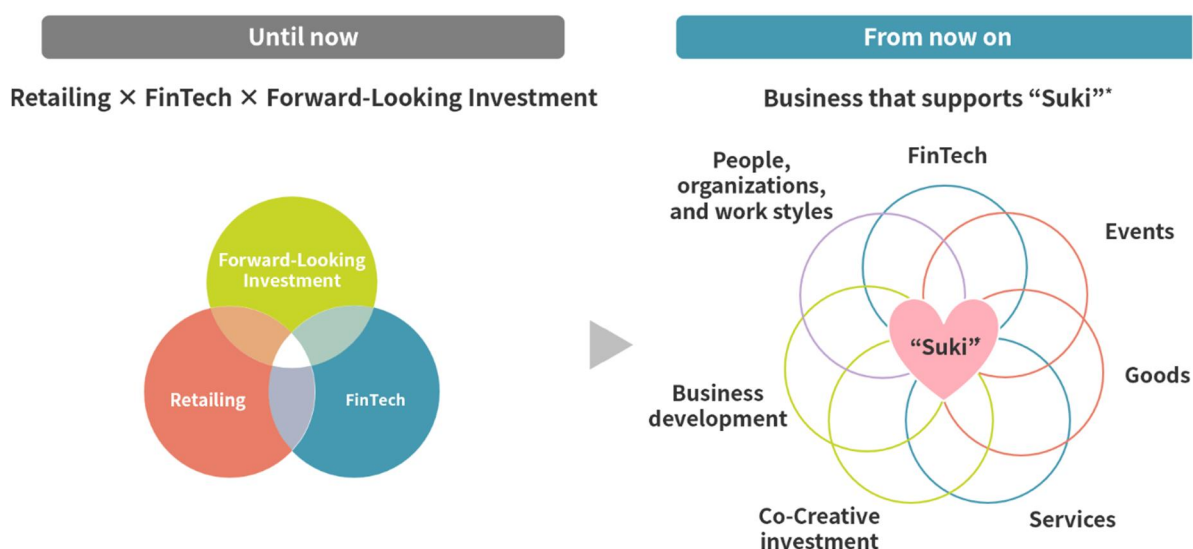 Until now
Retailing × FinTech × Forward-Looking Investment
Forward-Looking
Investment
Retailing
FinTech
From now on
Business that supports “Suki”*
People,
organizations,
and work styles
FinTech
Events
“Suki”
Goods
Business
development
Co-Creative
investment
Services